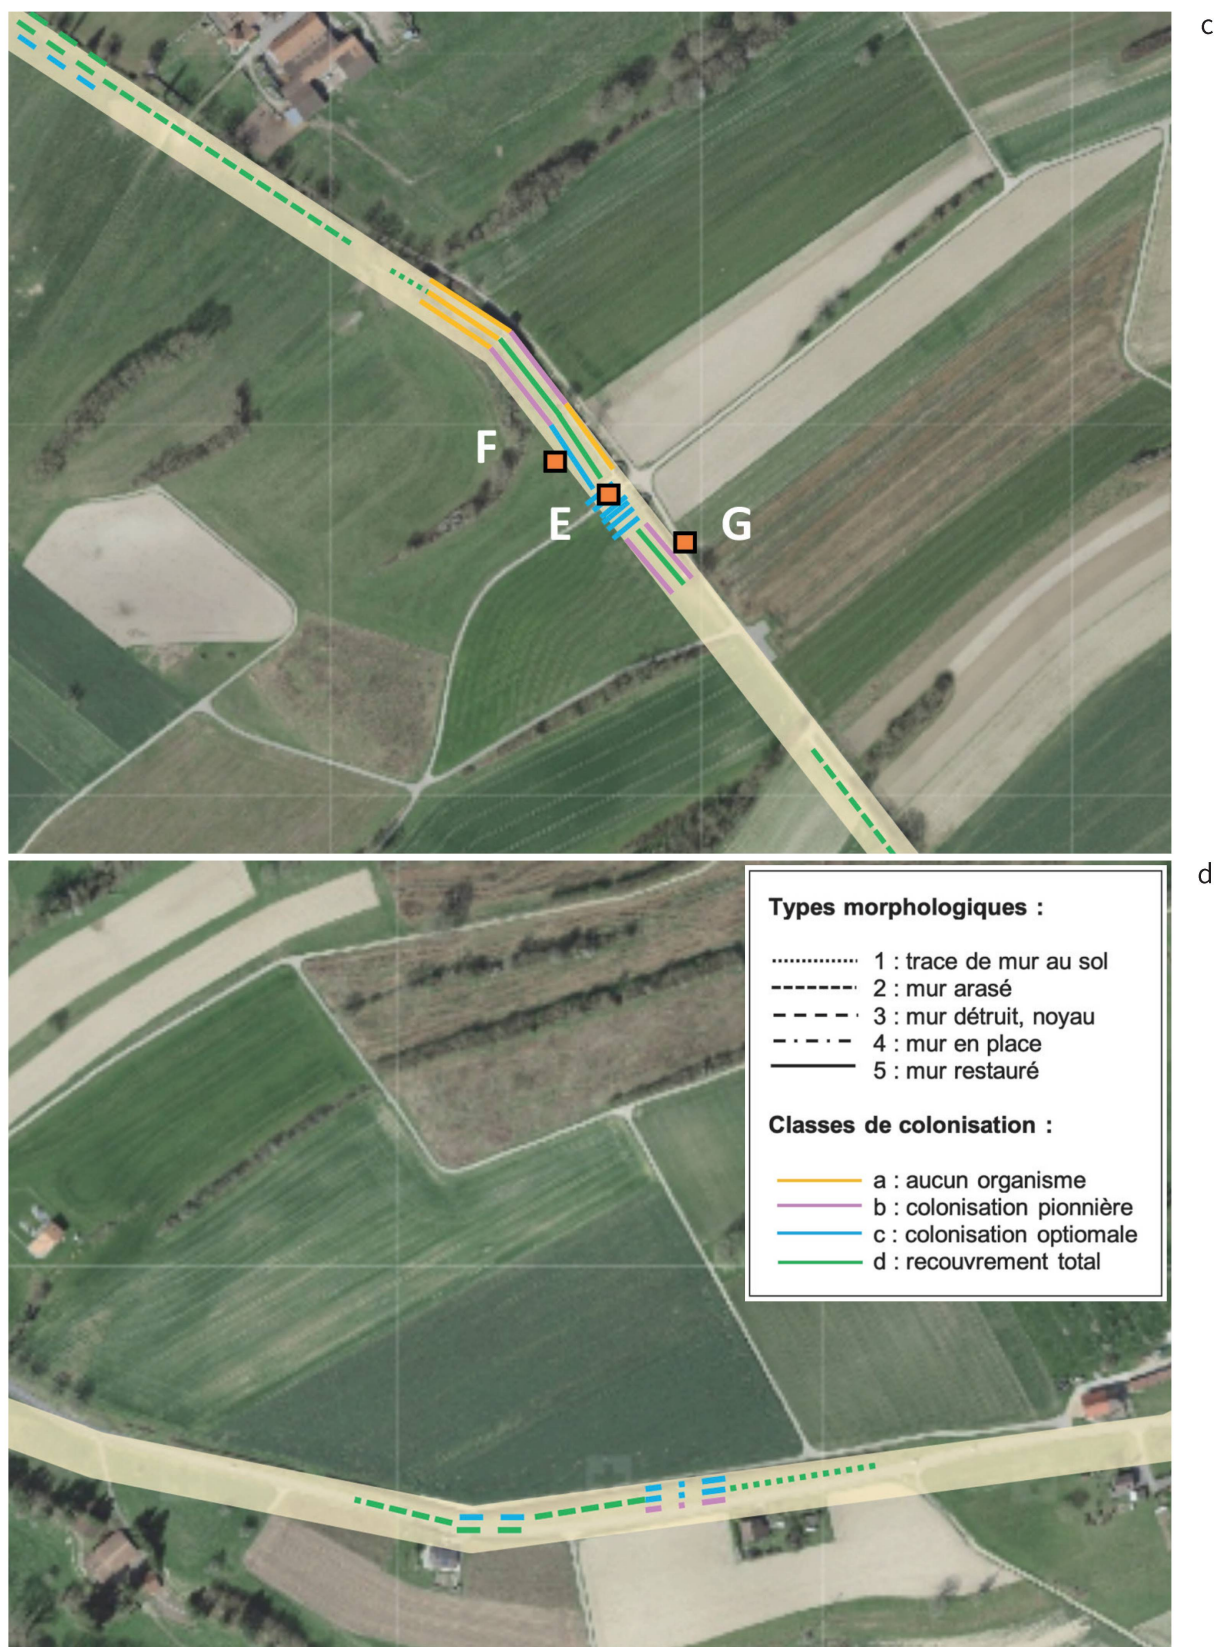 c
F
E
G
d
Types morphologiques :
1 : trace de mur au sol
2 : mur arasé
3 : mur détruit, noyau
4 : mur en place
5 : mur restauré
Classes de colonisation :
a : aucun organisme
b : colonisation pionnière
c : colonisation optiomale
d : recouvrement total